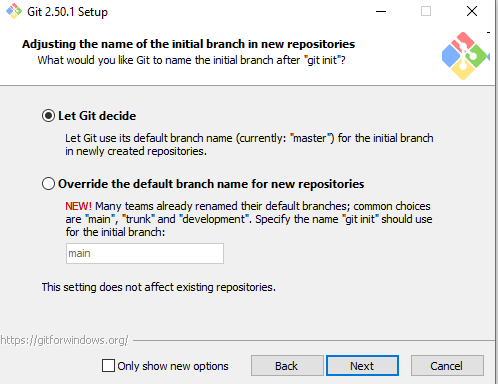 Git 2.50.1 Setup
Adjusting the name of the initial branch in new repositories
What would you like Git to name the initial branch after "git init"?
Let Git decide
Let Git use its default branch name (currently: "master") for the initial branch
in newly created repositories.
Override the default branch name for new repositories
NEW! Many teams already renamed their default branches; common choices
are "main", "trunk" and "development". Specify the name "git init" should use
for the initial branch:
main
This setting does not affect existing repositories.
https://gitforwindows.org/
Only show new options
Back
Next
Cancel